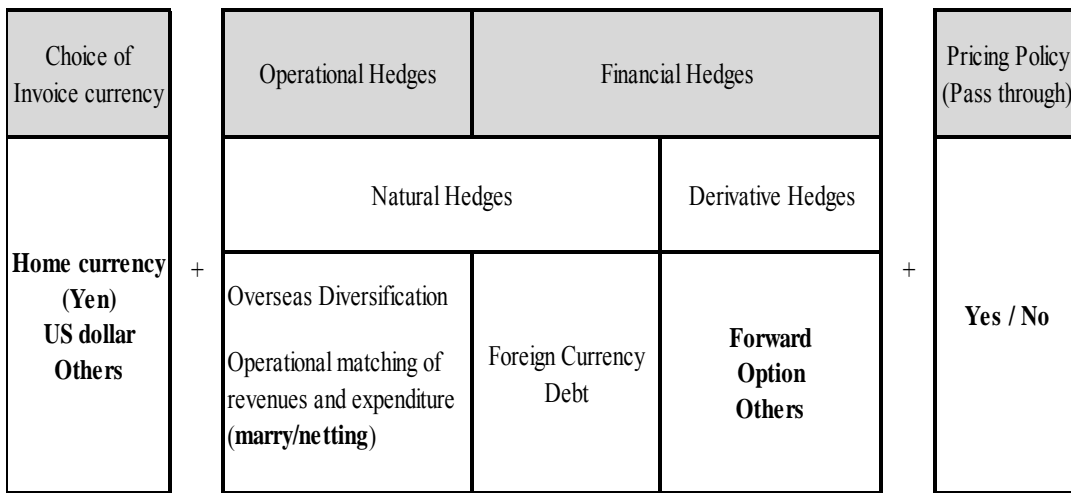 Choice of
Invoice currency
Operational Hedges
Financial Hedges
Pricing Policy
(Pass through)
Natural Hedges
Derivative Hedges
Home currency
(Yen)
US dollar
Others
+
Overseas Diversification
Operational matching of
revenues and expenditure
(marry/netting)
Foreign Currency
Debt
Forward
Option
Others
+
Yes / No